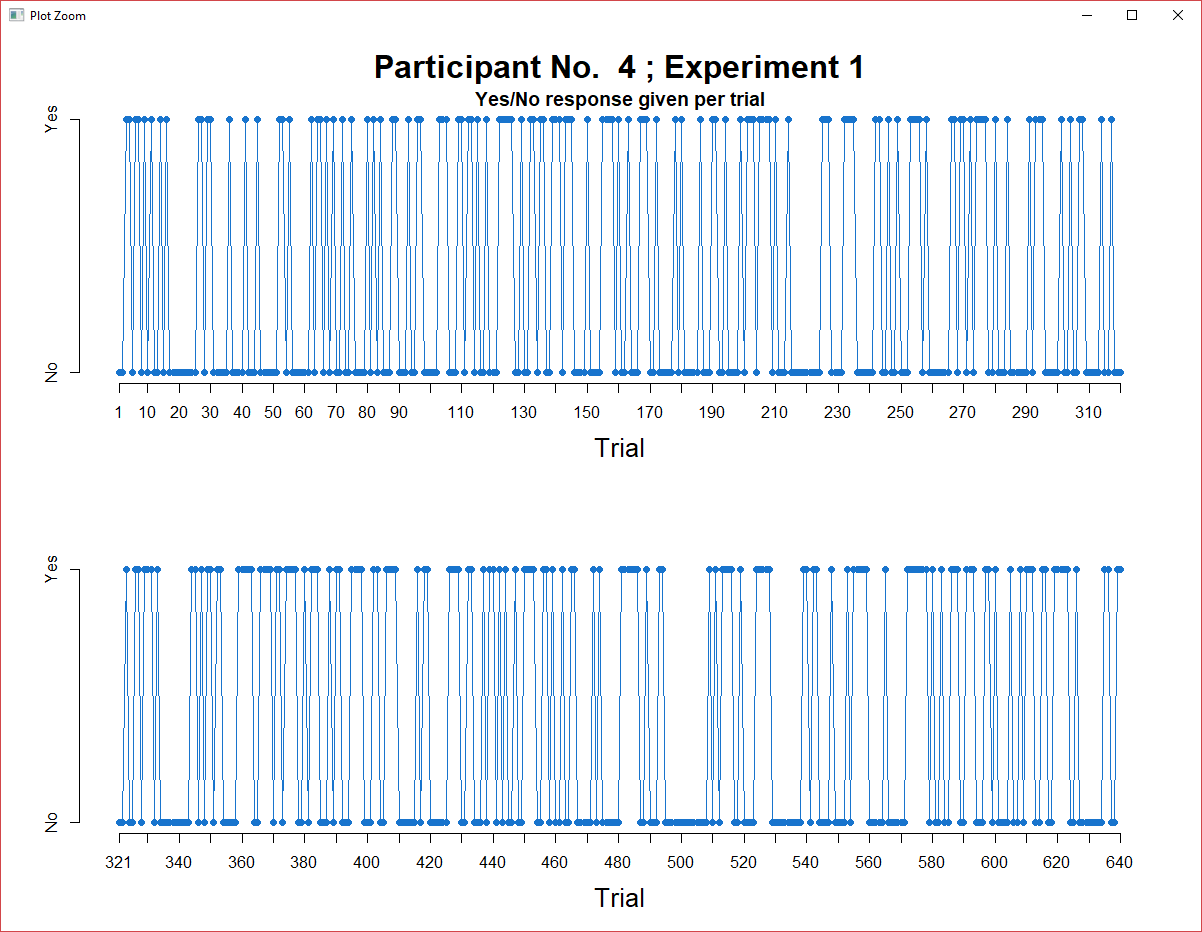 Plot Zoom
Participant No. 4 ; Experiment 1
Yes/No response given per trial
Yes
No
1 10 20 30 40 50 60 70 80 90 110 130 150 170 190 210 230 250 270 290 310
Trial
Yes
No
321 340 360 380 400 420 440 460 480 500 520 540 560 580 600 620 640
Trial